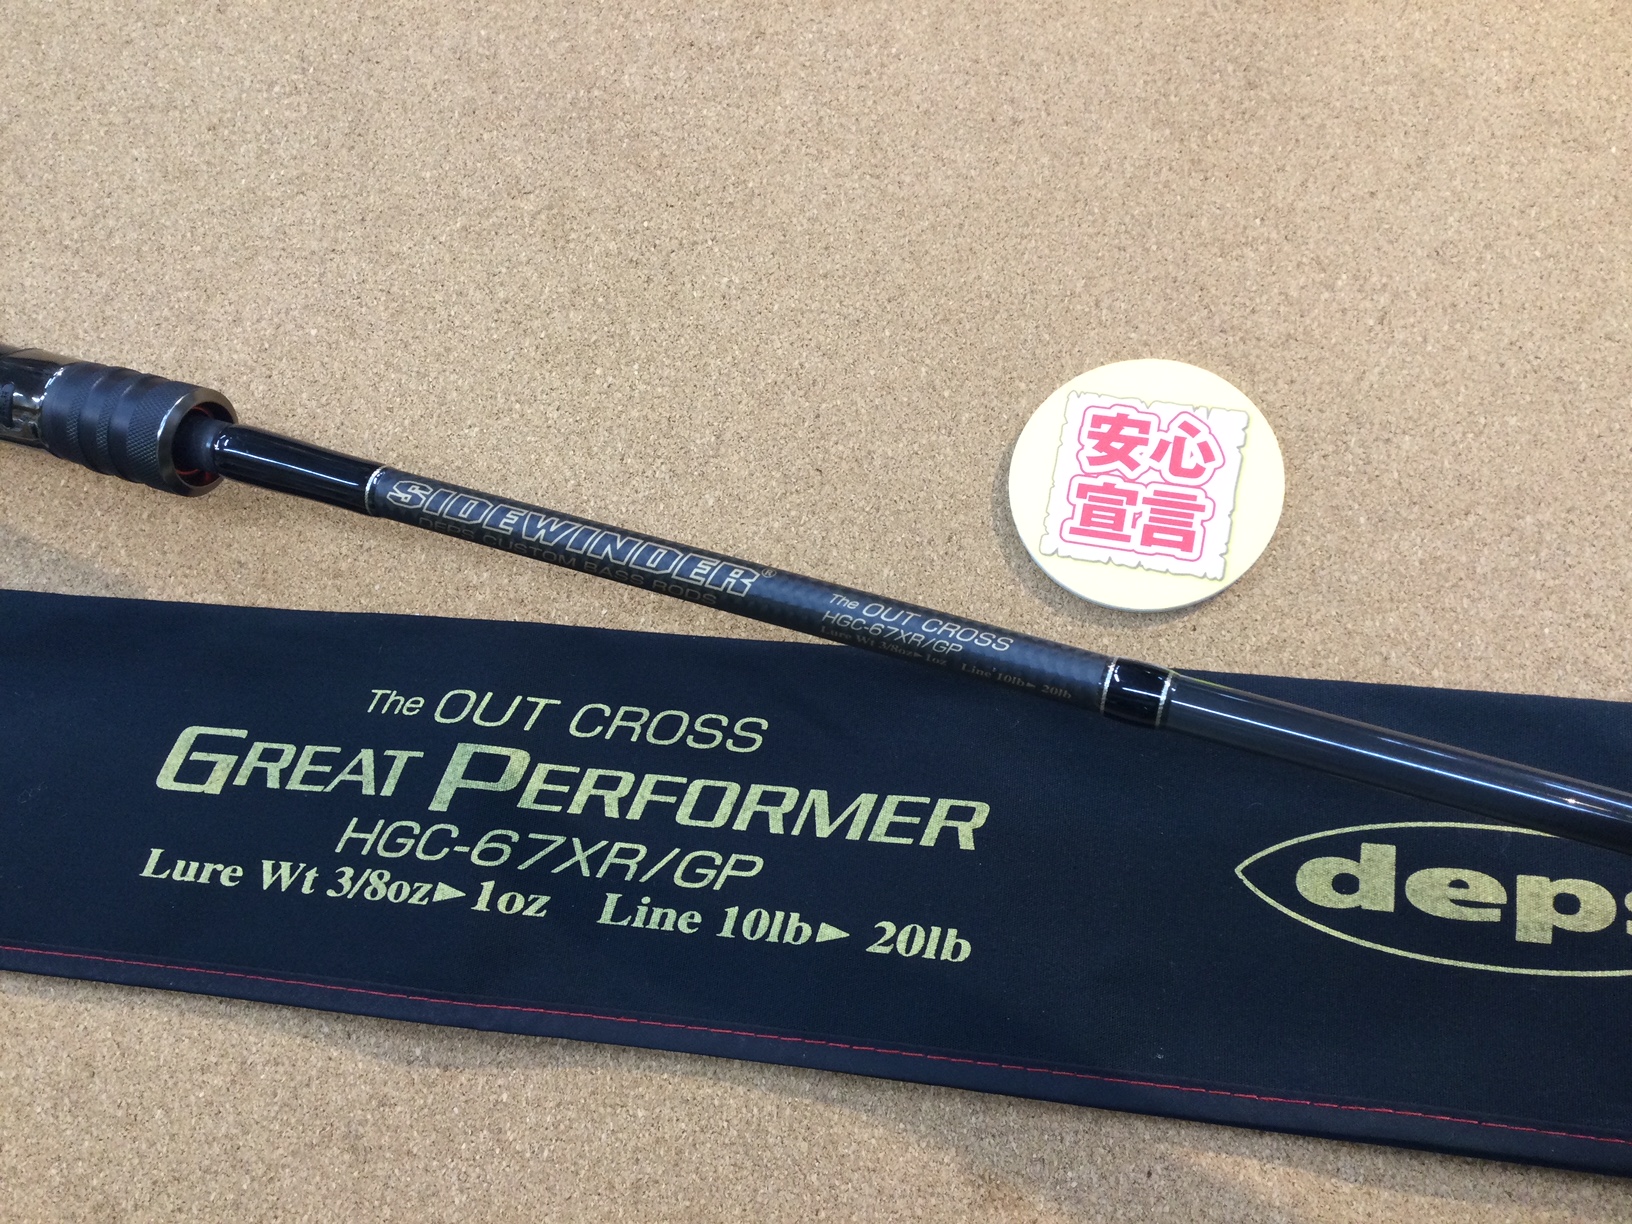 安心
宣言
SIDEWINDER®
DEPS CUSTOM BASS RODS
The OUT CROSS
HGC-67XR/GP
Lure Wt 3/8oz►1oz Line 10lb► 20lb
The OUT CROSS
GREAT PERFORMER
HGC-67XR/GP
Lure Wt 3/8oz►1oz Line 10lb► 20lb
deps